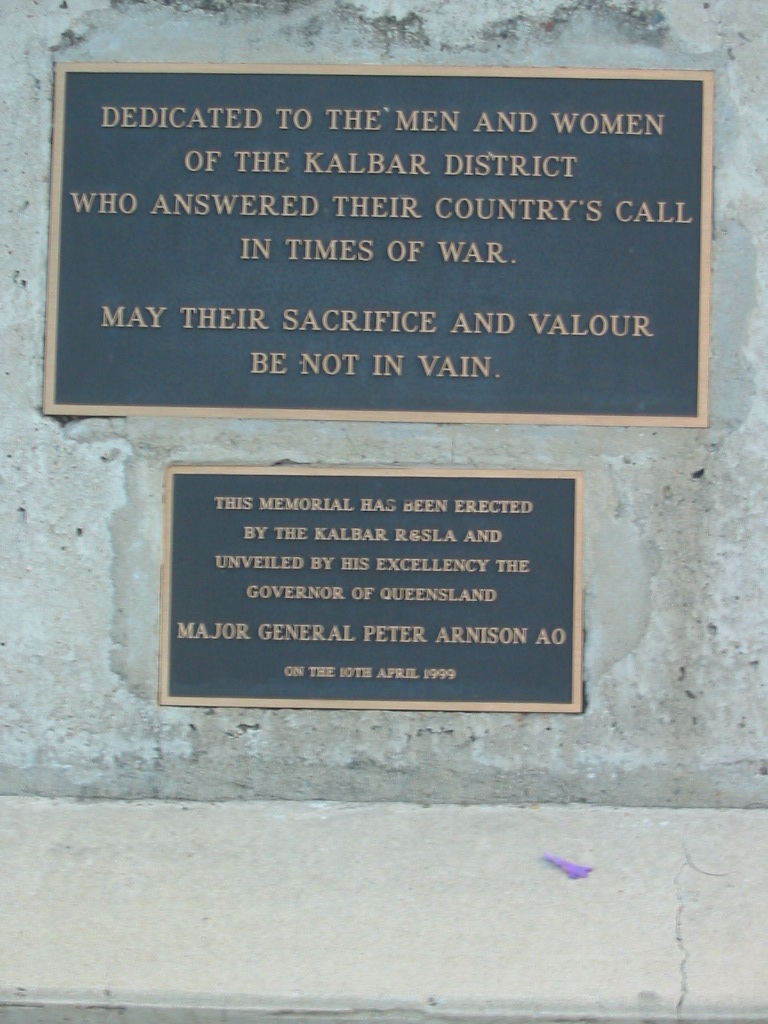 DEDICATED TO THE MEN AND WOMEN
OF THE KALBAR DISTRICT
WHO ANSWERED THEIR COUNTRY'S CALL
IN TIMES OF WAR.
MAY THEIR SACRIFICE AND VALOUR
BE NOT IN VAIN.
THIS MEMORIAL HAS BEEN ERECTED
BY THE KALBAR R&SLA AND
UNVEILED BY HIS EXCELLENCY THE
GOVERNOR OF QUEENSLAND
MAJOR GENERAL PETER ARNISON AO
ON THE 10TH APRIL 1999